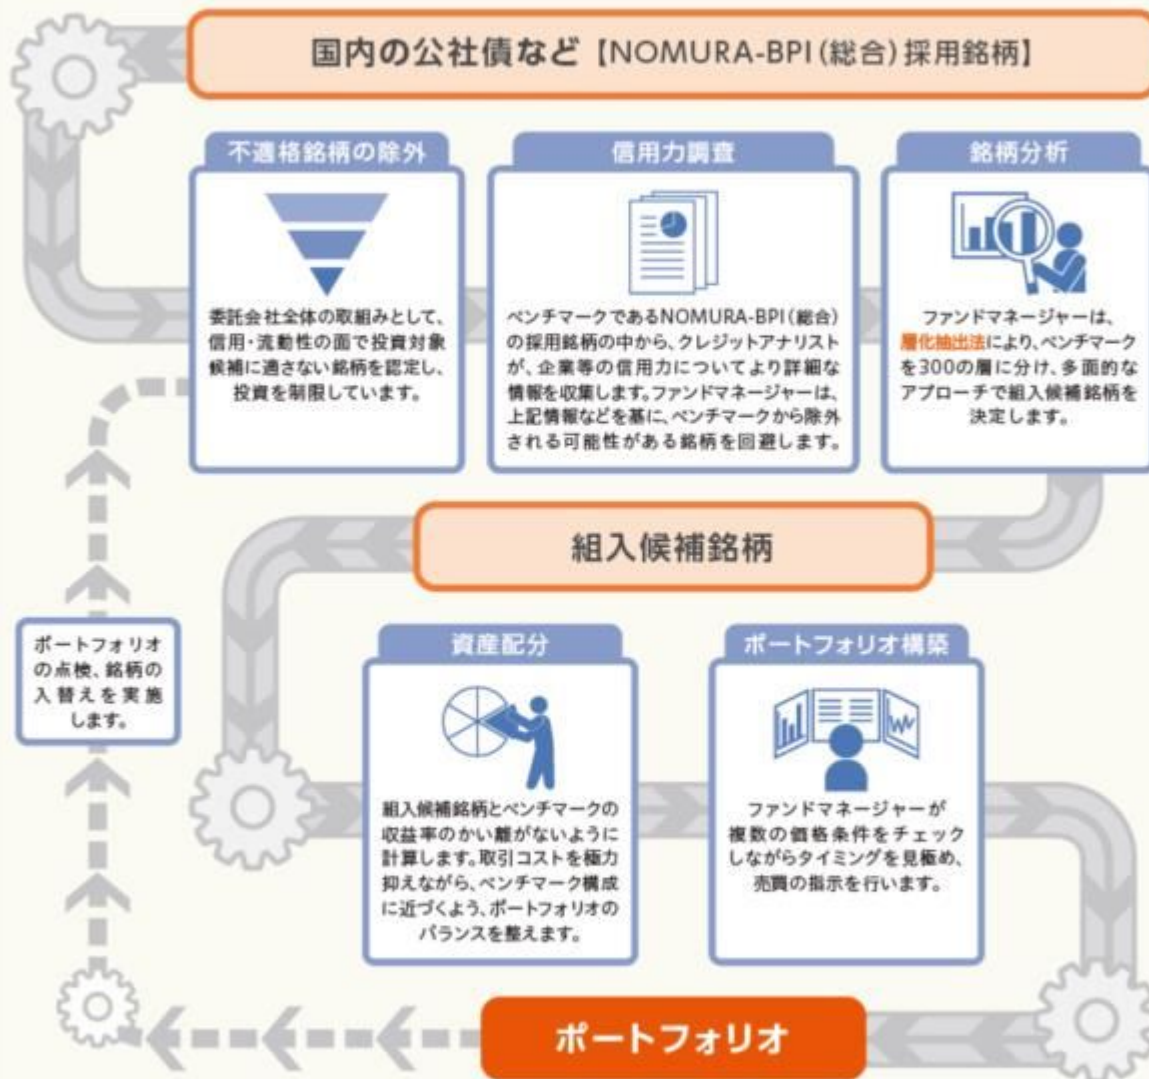 国内の公社債など【NOMURA-BPI(総合)採用銘柄】
不適格銘柄の除外
委託会社全体の取組みとして、
信用・流動性の面で投資対象
候補に適さない銘柄を認定し、
投資を制限しています。
信用力調査
ベンチマークであるNOMURA-BPI(総合)
の採用銘柄の中から、クレジットアナリスト
が、企業等の信用力についてより詳細な
情報を収集します。ファンドマネージャーは、
上記情報などを基に、ベンチマークから除外
される可能性がある銘柄を回避します。
銘柄分析
ファンドマネージャーは、
層化抽出法により、ベンチマーク
を300の層に分け、多面的な
アプローチで組入候補銘柄を
決定します。
組入候補銘柄
ポートフォリオ
の点検、銘柄の
入替えを実施
します。
資産配分
組入候補銘柄とベンチマークの
収益率のかい離がないように
計算します。取引コストを極力
抑えながら、ベンチマーク構成
に近づくよう、ポートフォリオの
バランスを整えます。
ポートフォリオ構築
ファンドマネージャーが
複数の価格条件をチェック
しながらタイミングを見極め、
売買の指示を行います。
ポートフォリオ